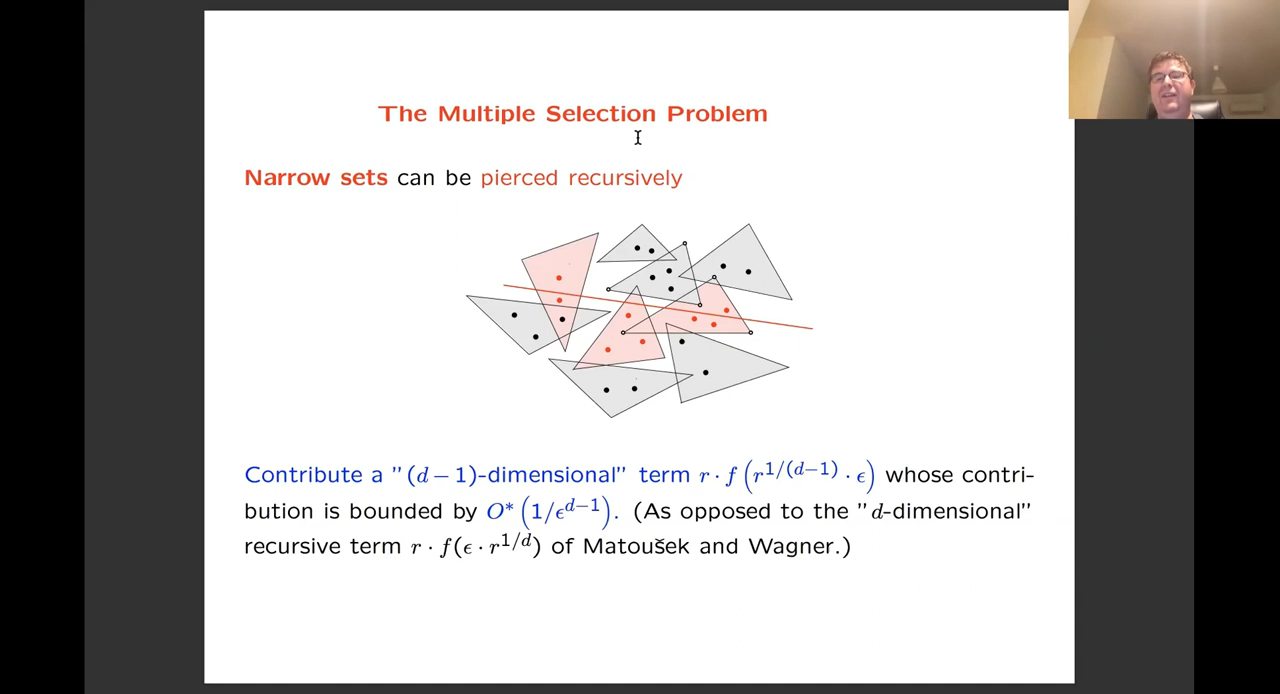 The Multiple Selection Problem
Narrow sets can be pierced recursively
Contribute a "(d−1)-dimensional" term r · f(r^{1/(d−1)} · ϵ) whose contri-
bution is bounded by O*(1/ϵ^{d−1}). (As opposed to the "d-dimensional"
recursive term r · f(ϵ · r^{1/d}) of Matoušek and Wagner.)